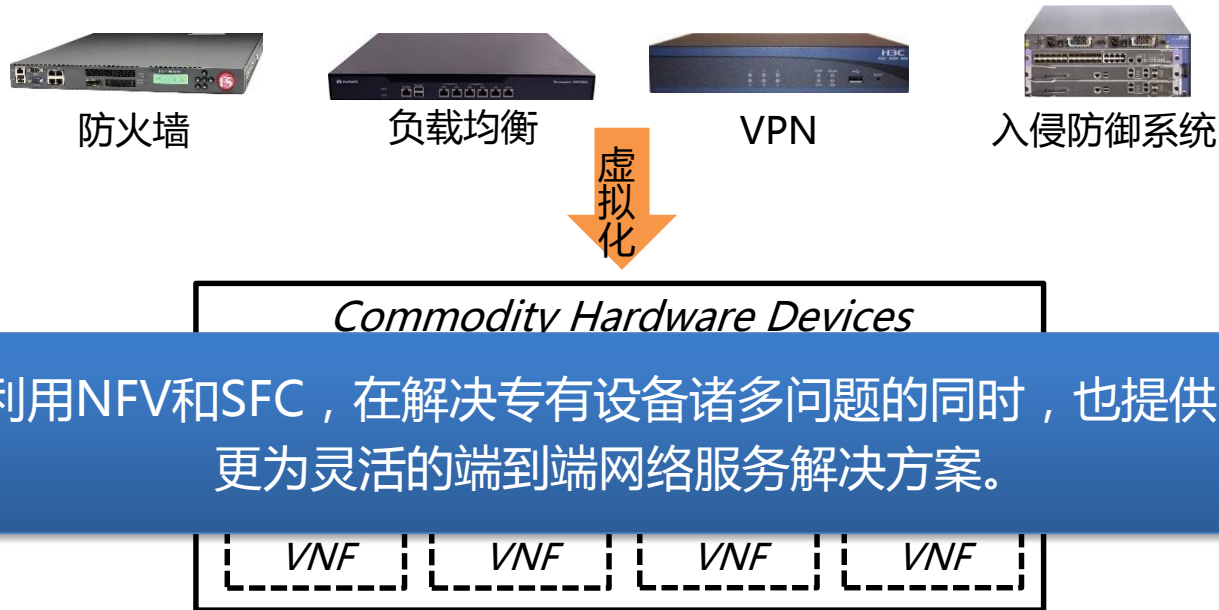 防火墙
负载均衡
VPN
入侵防御系统
虚拟化
Commodity Hardware Devices
利用NFV和SFC，在解决专有设备诸多问题的同时，也提供
更为灵活的端到端网络服务解决方案。
VNF VNF VNF VNF
H3C
HUAWEI
f5